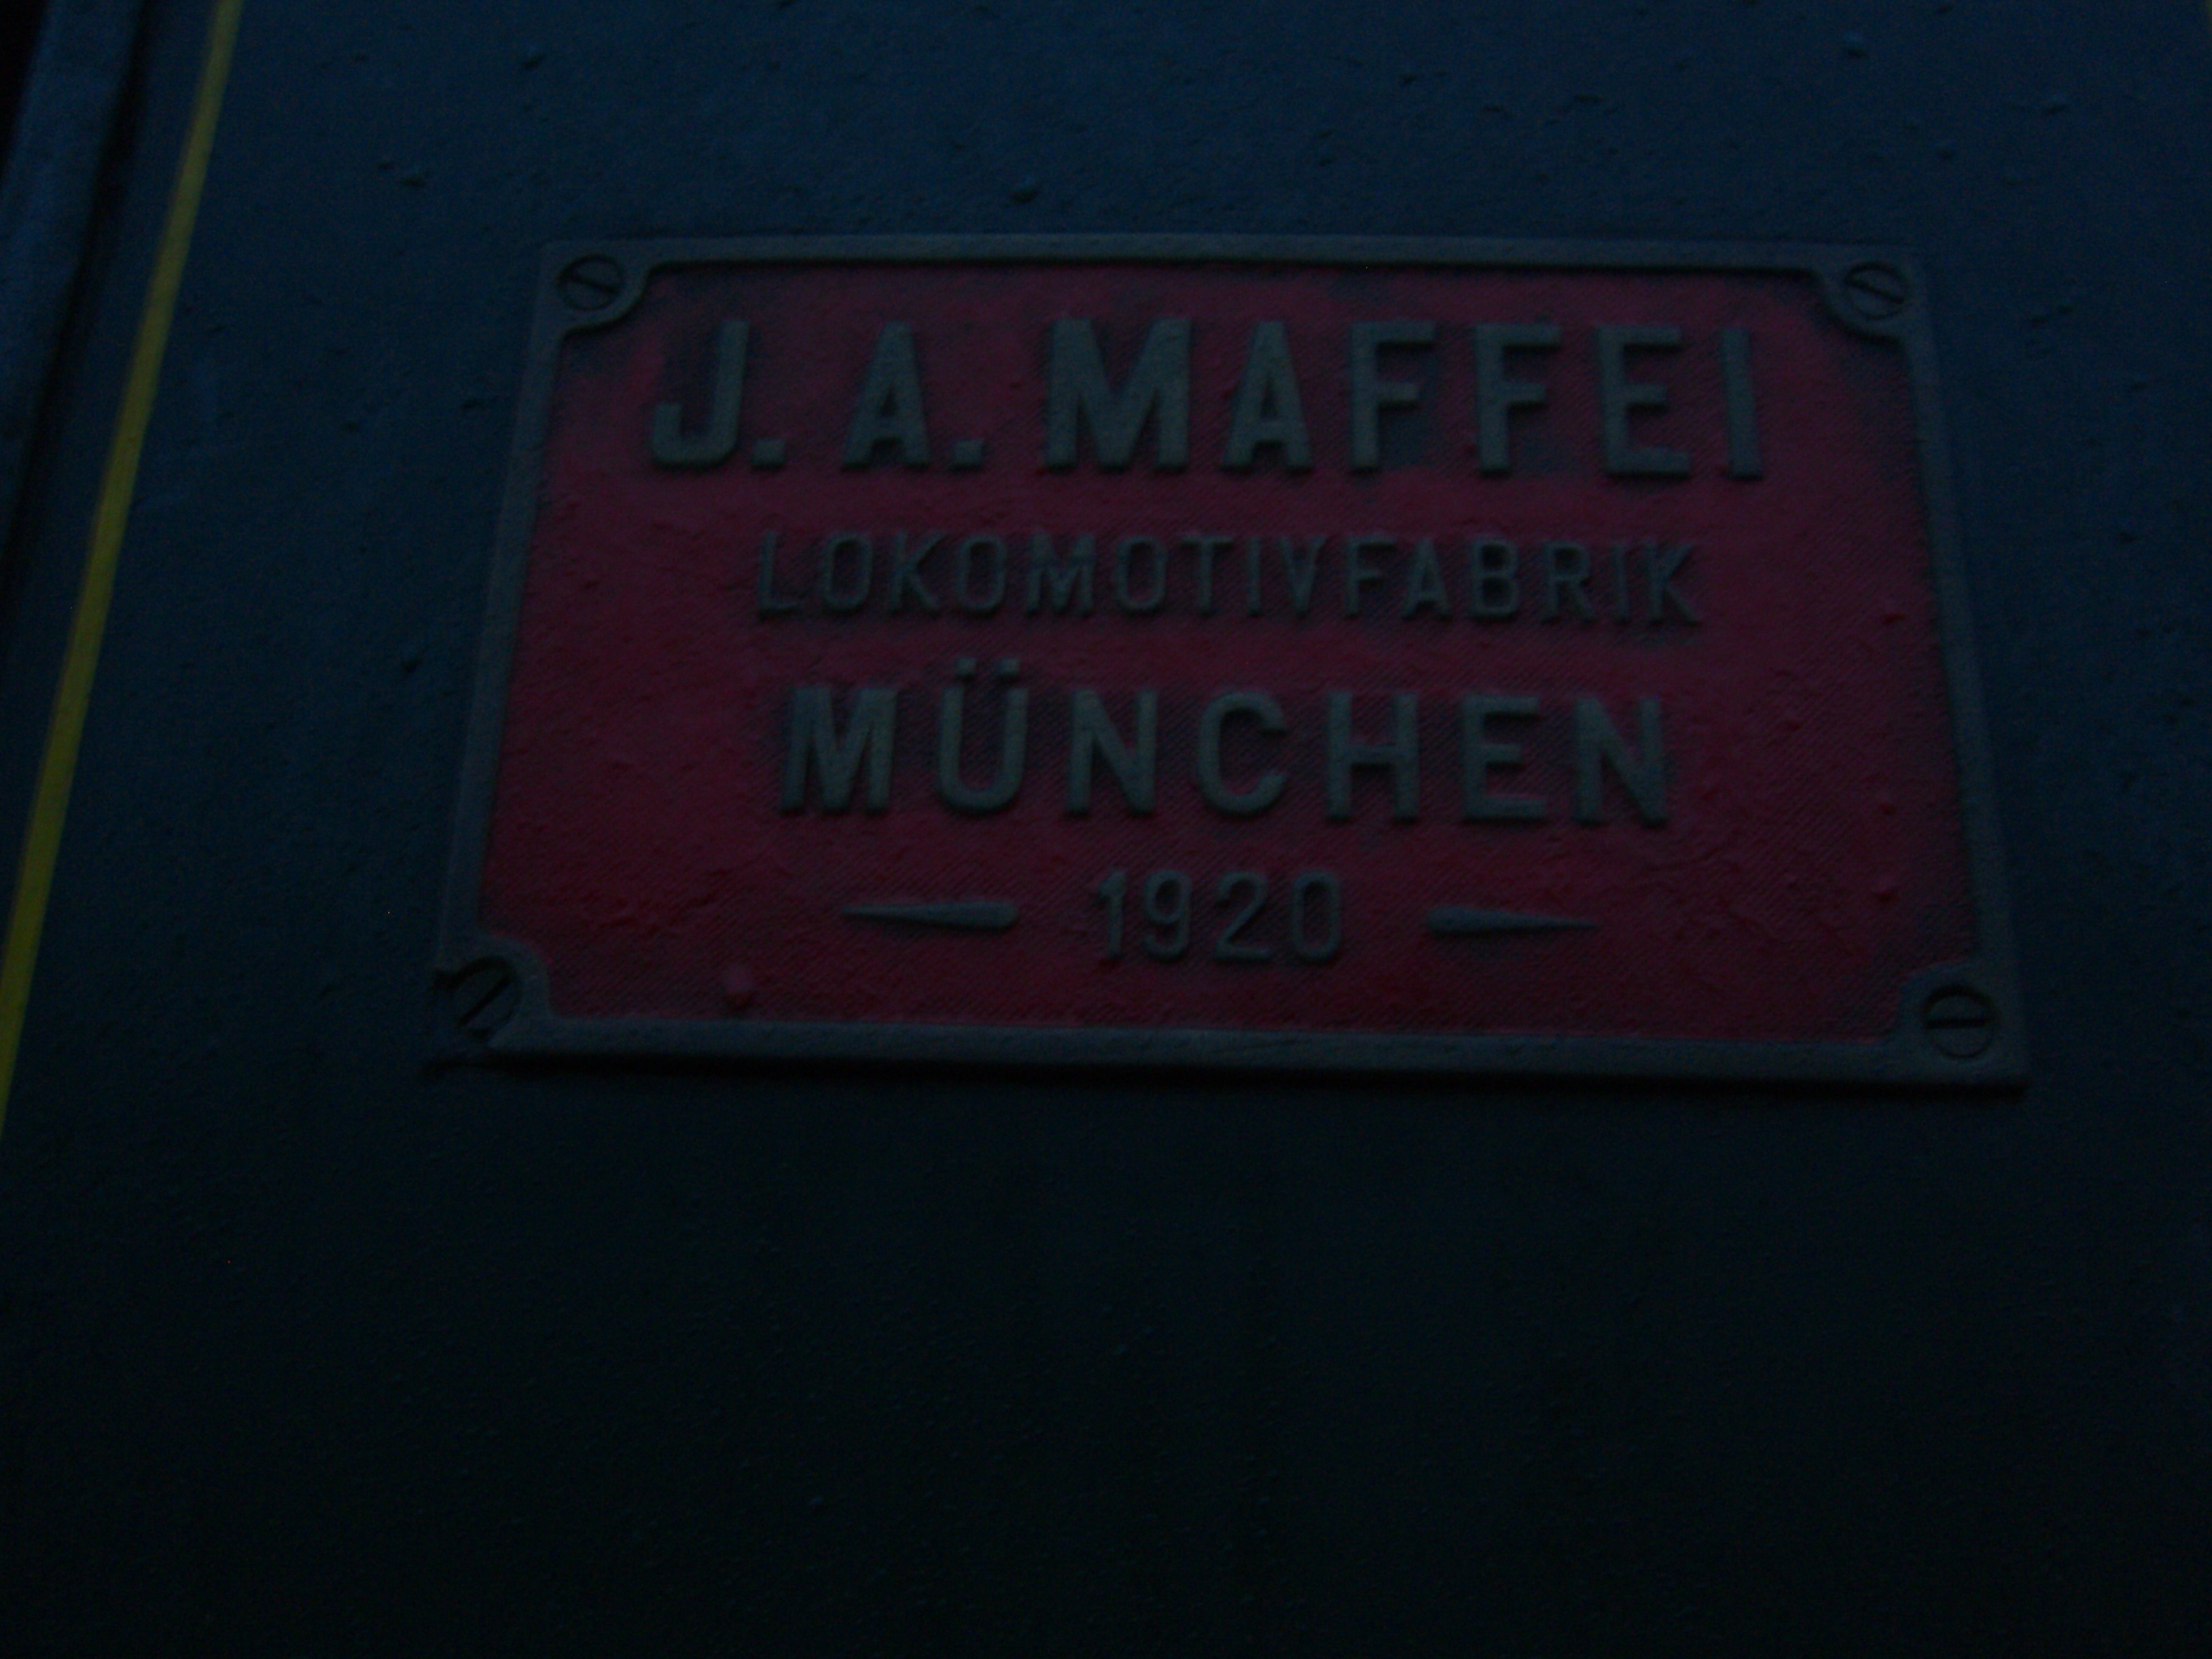 J. A. MAFFEI
LOKOMOTIVFABRIK
MÜNCHEN
1920